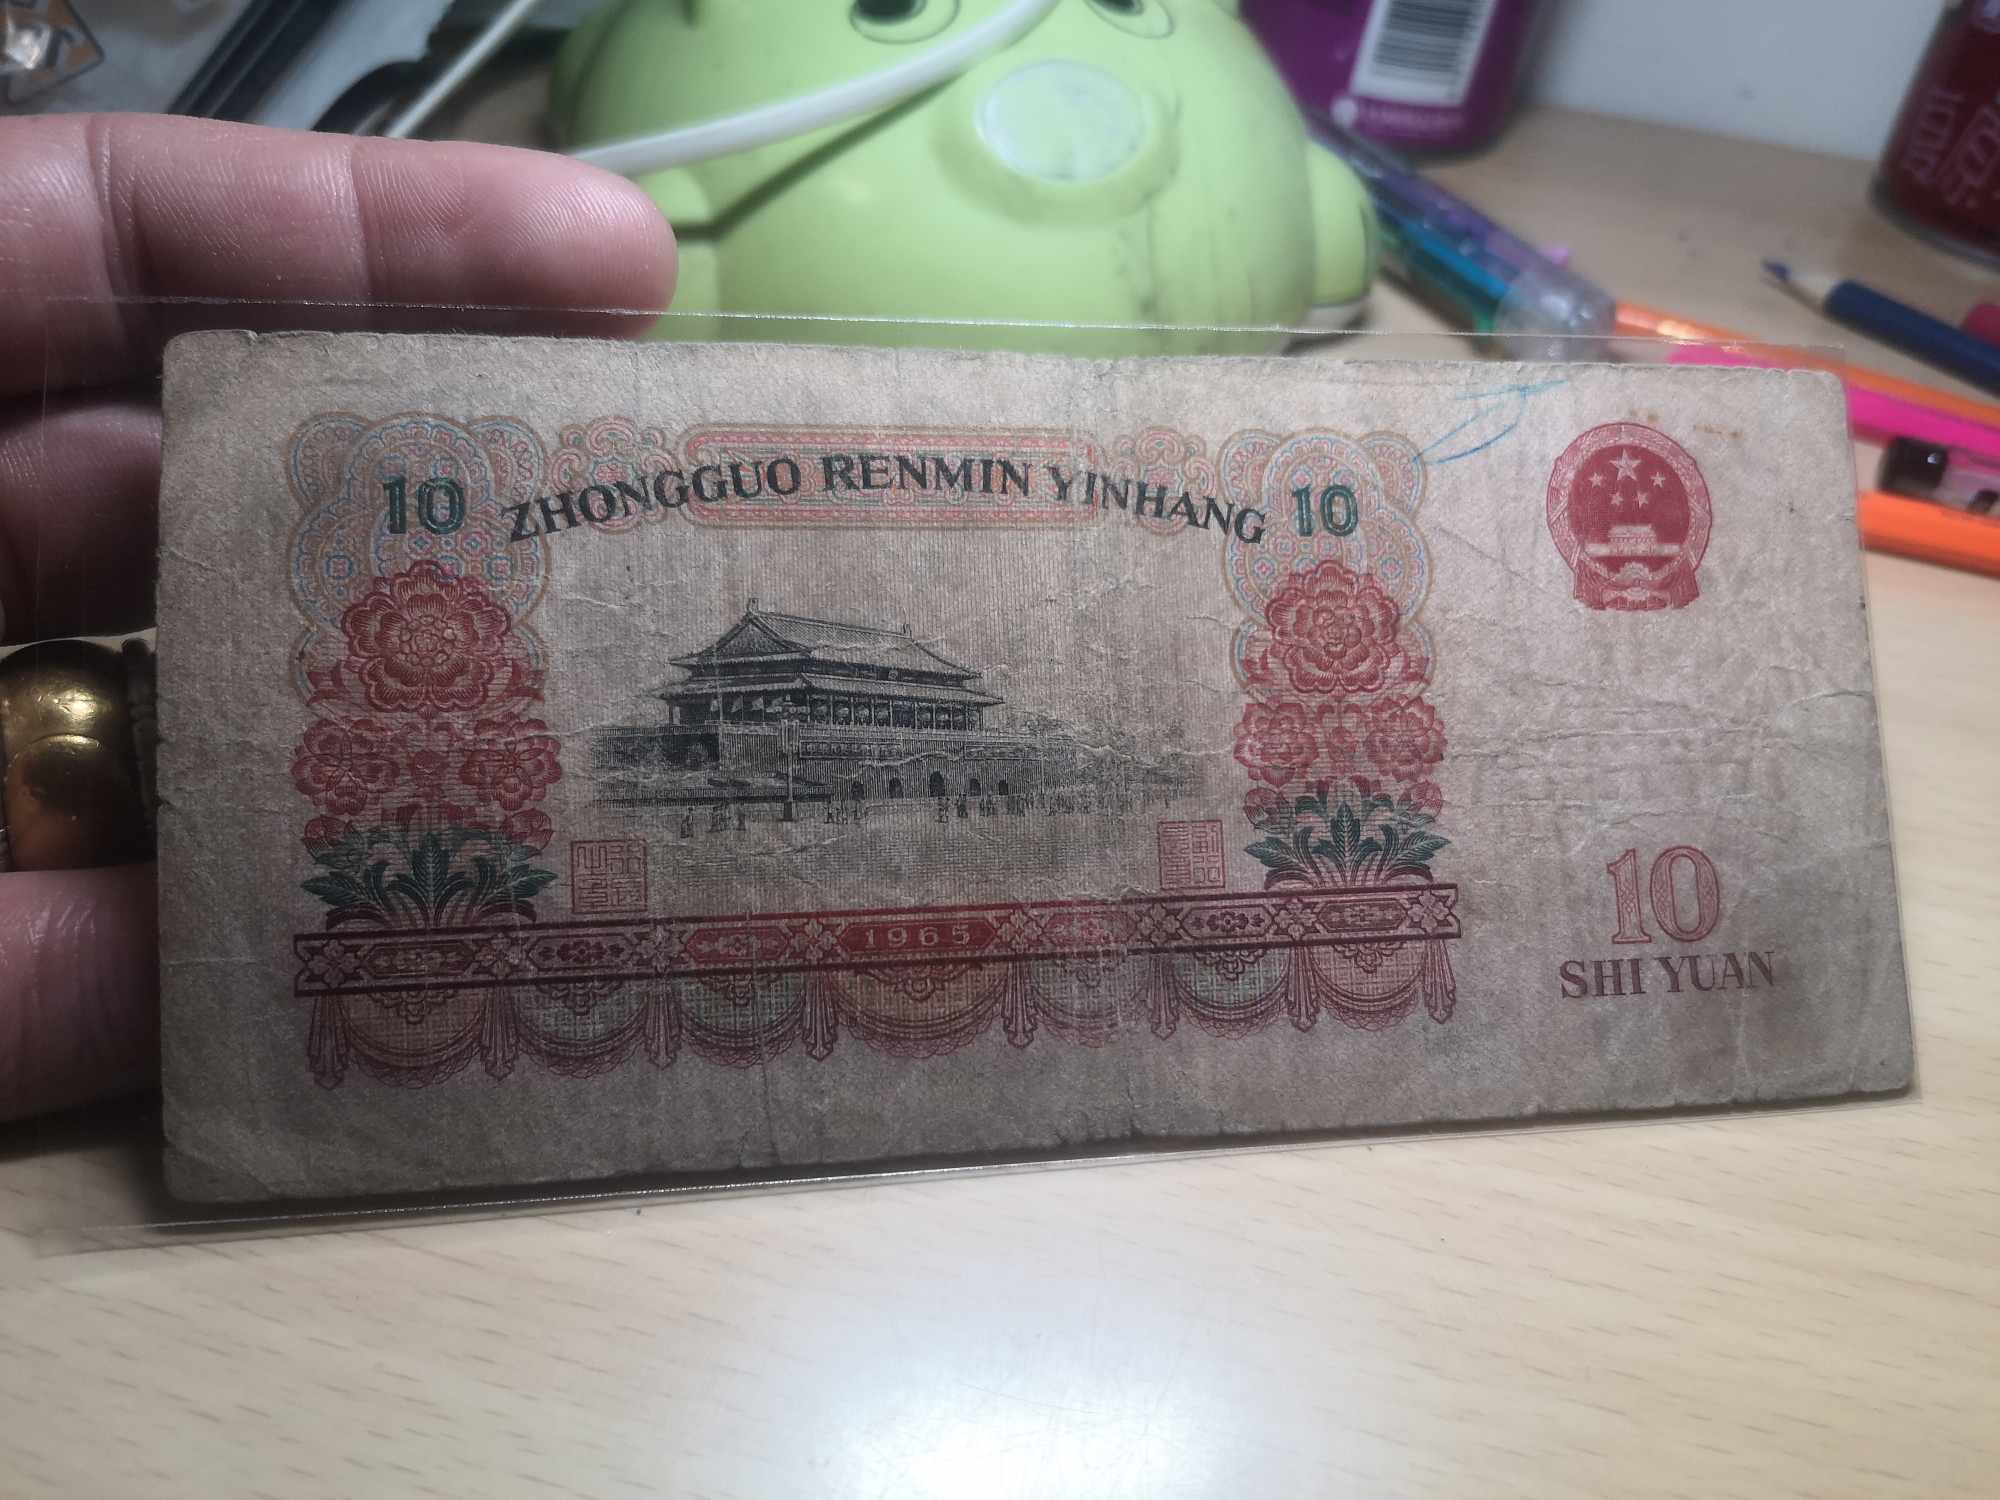 10 ZHONGGUO RENMIN YINHANG 10
1965
10
SHI YUAN